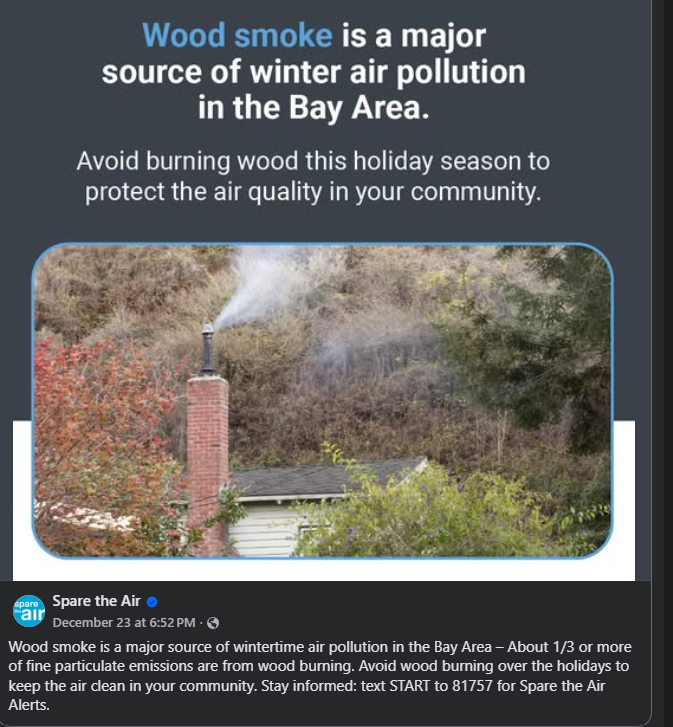 Wood smoke is a major
source of winter air pollution
in the Bay Area.
Avoid burning wood this holiday season to
protect the air quality in your community.
spare
the
air
Spare the Air
December 23 at 6:52 PM ·
Wood smoke is a major source of wintertime air pollution in the Bay Area – About 1/3 or more
of fine particulate emissions are from wood burning. Avoid wood burning over the holidays to
keep the air clean in your community. Stay informed: text START to 81757 for Spare the Air
Alerts.